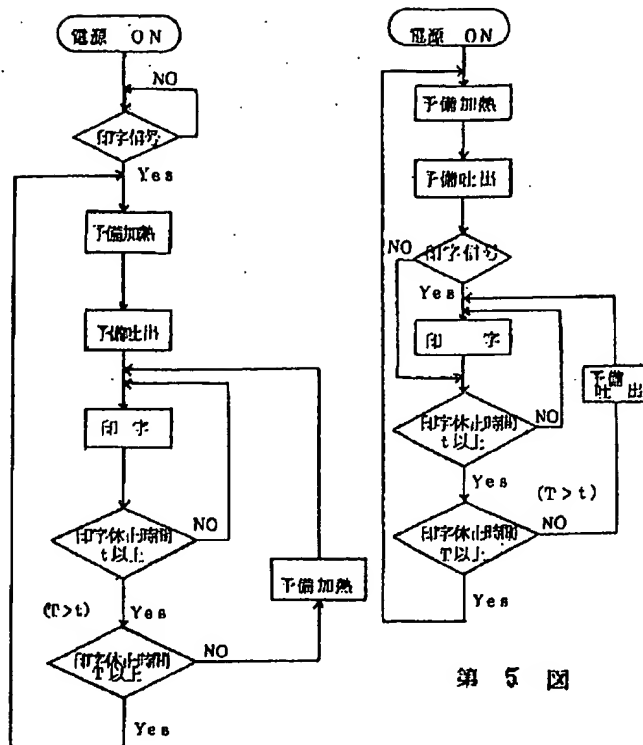 電源 ON
NO
印字信号
Yes
予備加熱
予備吐出
印字
印字休止時間
t以上
NO
(T>t)
Yes
予備加熱
印字休止時間
T以上
NO
Yes
電源 ON
予備加熱
予備吐出
NO
印字信号
Yes
印字
予備
吐出
印字休止時間
t以上
NO
Yes
(T>t)
印字休止時間
T以上
NO
Yes
第 5 図